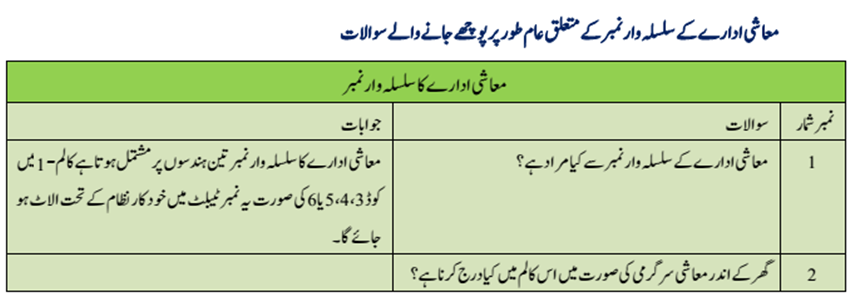 معاشی ادارے کے سلسلہ وار نمبر کے متعلق عام طور پر پوچھے جانے والے سوالات
معاشی ادارے کا سلسلہ وار نمبر
نمبر شمار سوالات جوابات
1 معاشی ادارے کے سلسلہ وار نمبر سے کیا مراد ہے؟ معاشی ادارے کا سلسلہ وار نمبر تین ہندسوں پر مشتمل ہوتا ہے کالم-1 میں
کوڈ 3، 4، 5 یا 6 کی صورت یہ نمبر ٹیبلٹ میں خود کار نظام کے تحت الاٹ ہو
جائے گا۔
2 گھر کے اندر معاشی سرگرمی کی صورت میں اس کالم میں کیا درج کرنا ہے؟